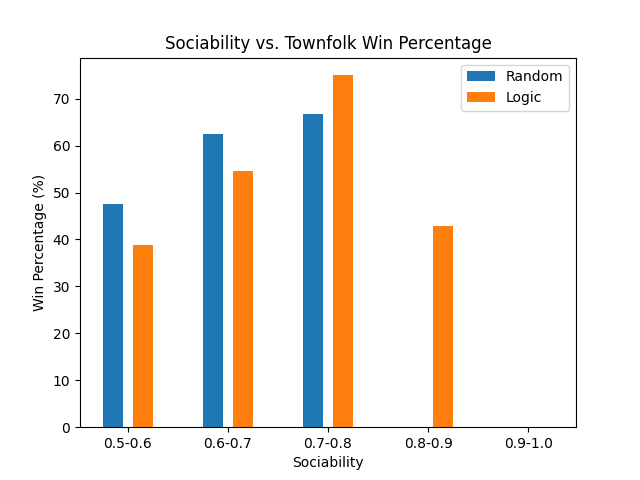 Sociability vs. Townfolk Win Percentage
Random
Logic
Win Percentage (%)
70
60
50
40
30
20
10
0
0.5-0.6 0.6-0.7 0.7-0.8 0.8-0.9 0.9-1.0
Sociability